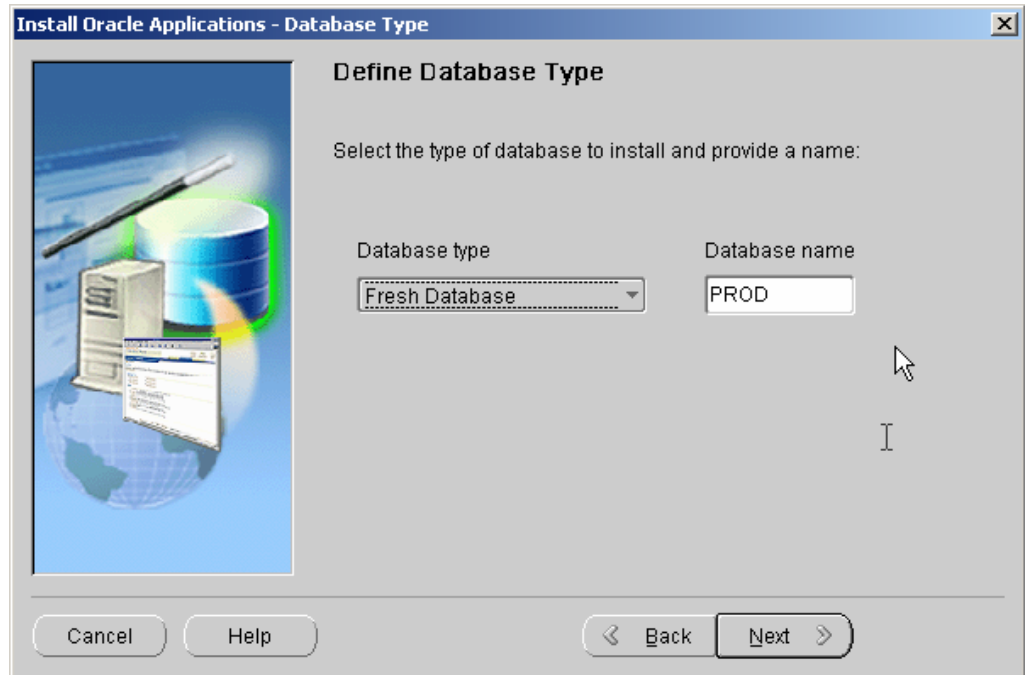 Install Oracle Applications - Database Type
Define Database Type
Select the type of database to install and provide a name:
Database type Database name
Fresh Database PROD
Cancel Help Back Next